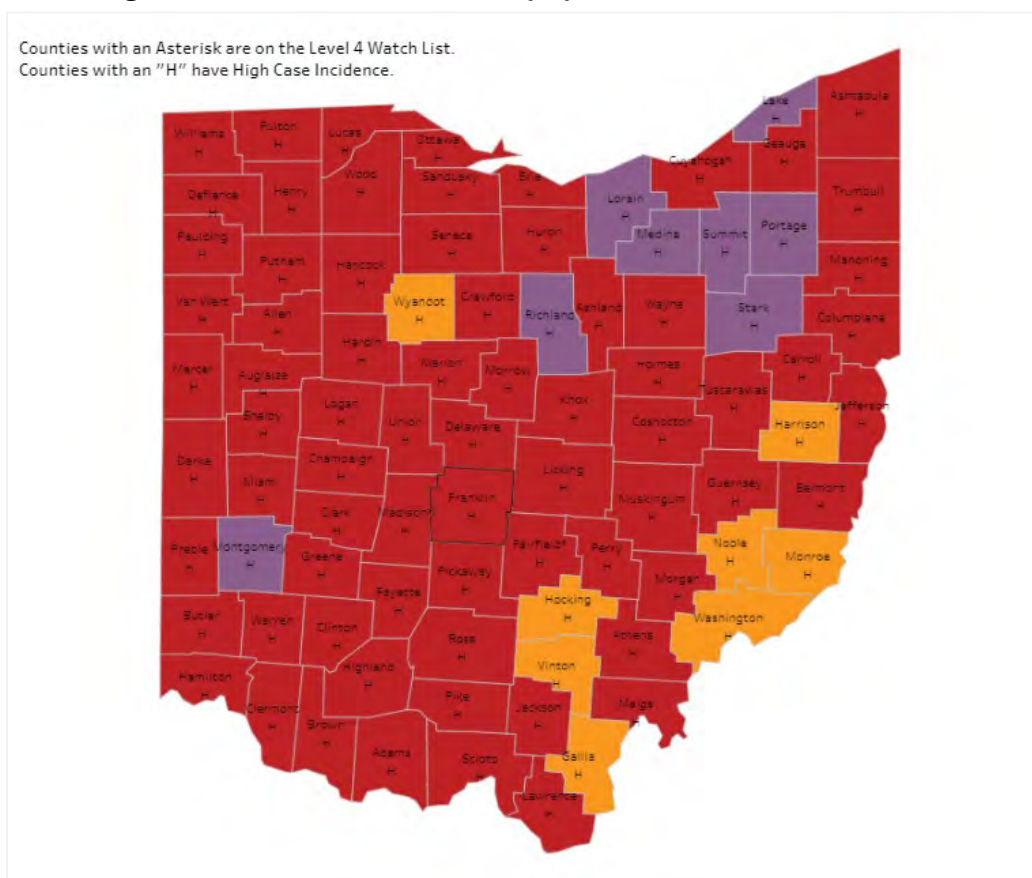 Counties with an Asterisk are on the Level 4 Watch List.
Counties with an "H" have High Case Incidence.
Lake
H
Ashtabula
H
Williams
H
Fulton
H
Lucas
H
Ottawa
H
Cuyahoga*
H
Geauga
H
Defiance
H
Henry
H
Wood
H
Sandusky
H
Erie
H
Lorain
H
Medina
H
Summit
H
Portage
H
Trumbull
H
Paulding
H
Putnam
H
Hancock
H
Seneca
H
Huron
H
Mahoning
H
Van Wert
H
Allen
H
Wyandot
H
Crawford
H
Richland
H
Ashland
H
Wayne
H
Stark
H
Columbiana
H
Mercer
H
Auglaize
H
Hardin
H
Marion
H
Morrow
H
Holmes
H
Tuscarawas
H
Carroll
H
Jefferson
H
Shelby
H
Logan
H
Union
H
Delaware
H
Knox
H
Coshocton
H
Harrison
H
Darke
H
Miami
H
Champaign
H
Clark
H
Madison
H
Franklin
H
Licking
H
Muskingum
H
Guernsey
H
Belmont
H
Preble
H
Montgomery
H
Greene
H
Fayette
H
Pickaway
H
Fairfield*
H
Perry
H
Morgan
H
Noble
H
Monroe
H
Butler
H
Warren
H
Clinton
H
Ross
H
Hocking
H
Athens
H
Washington
H
Hamilton
H
Clermont
H
Highland
H
Pike
H
Vinton
H
Jackson
H
Meigs
H
Brown
H
Adams
H
Scioto
H
Gallia
H
Lawrence
H